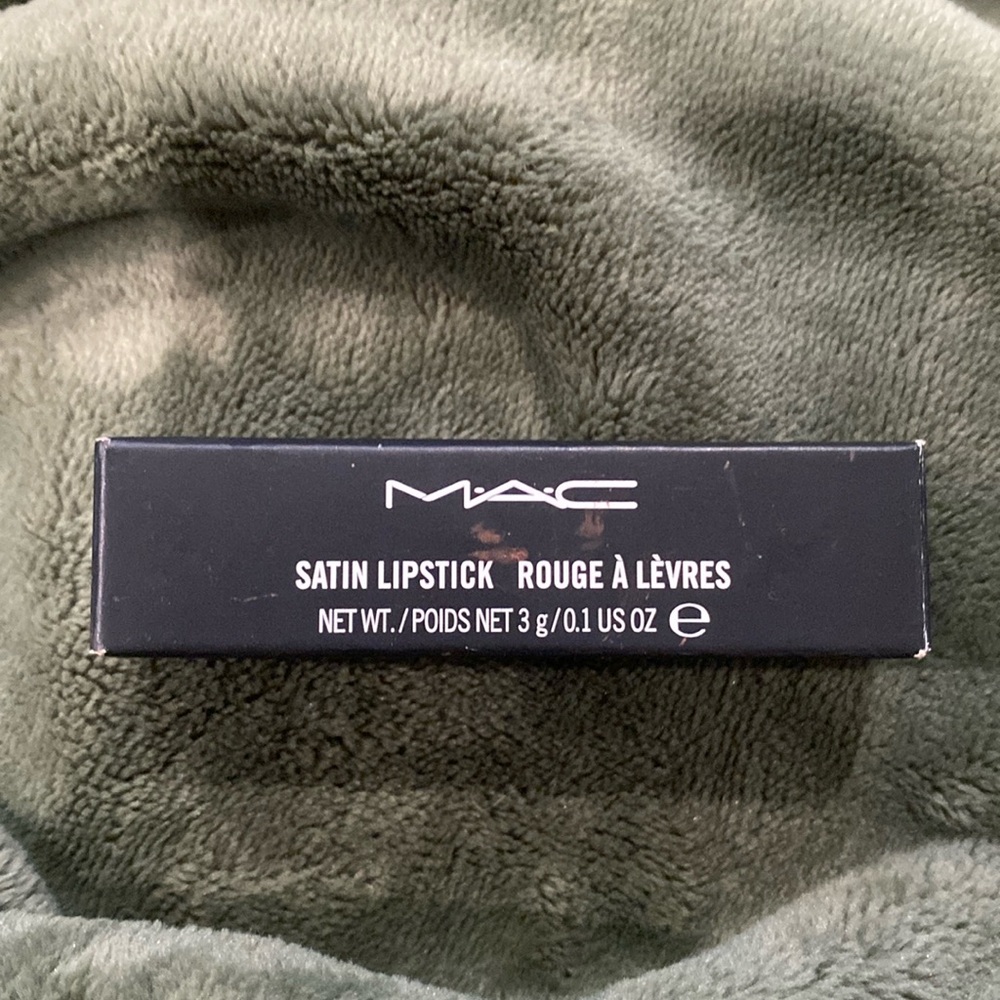 M·A·C
SATIN LIPSTICK ROUGE À LÈVRES
NET WT./POIDS NET 3 g/0.1 US OZ ℮